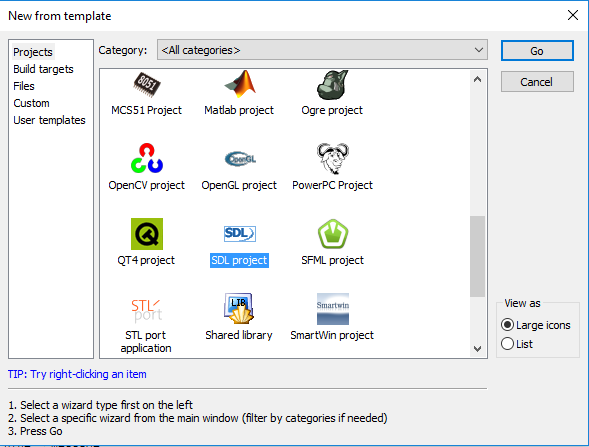 New from template
Projects
Build targets
Files
Custom
User templates
Category: <All categories>
Go
Cancel
8051
MCS51 Project
Matlab project
Ogre project
OpenCV project
OpenGL
OpenGL project
PowerPC Project
QT4 project
SDL
SDL project
SFML project
STL
port
STL port
application
LIB
Shared library
Smartwin
SmartWin project
View as
Large icons
List
TIP: Try right-clicking an item
1. Select a wizard type first on the left
2. Select a specific wizard from the main window (filter by categories if needed)
3. Press Go